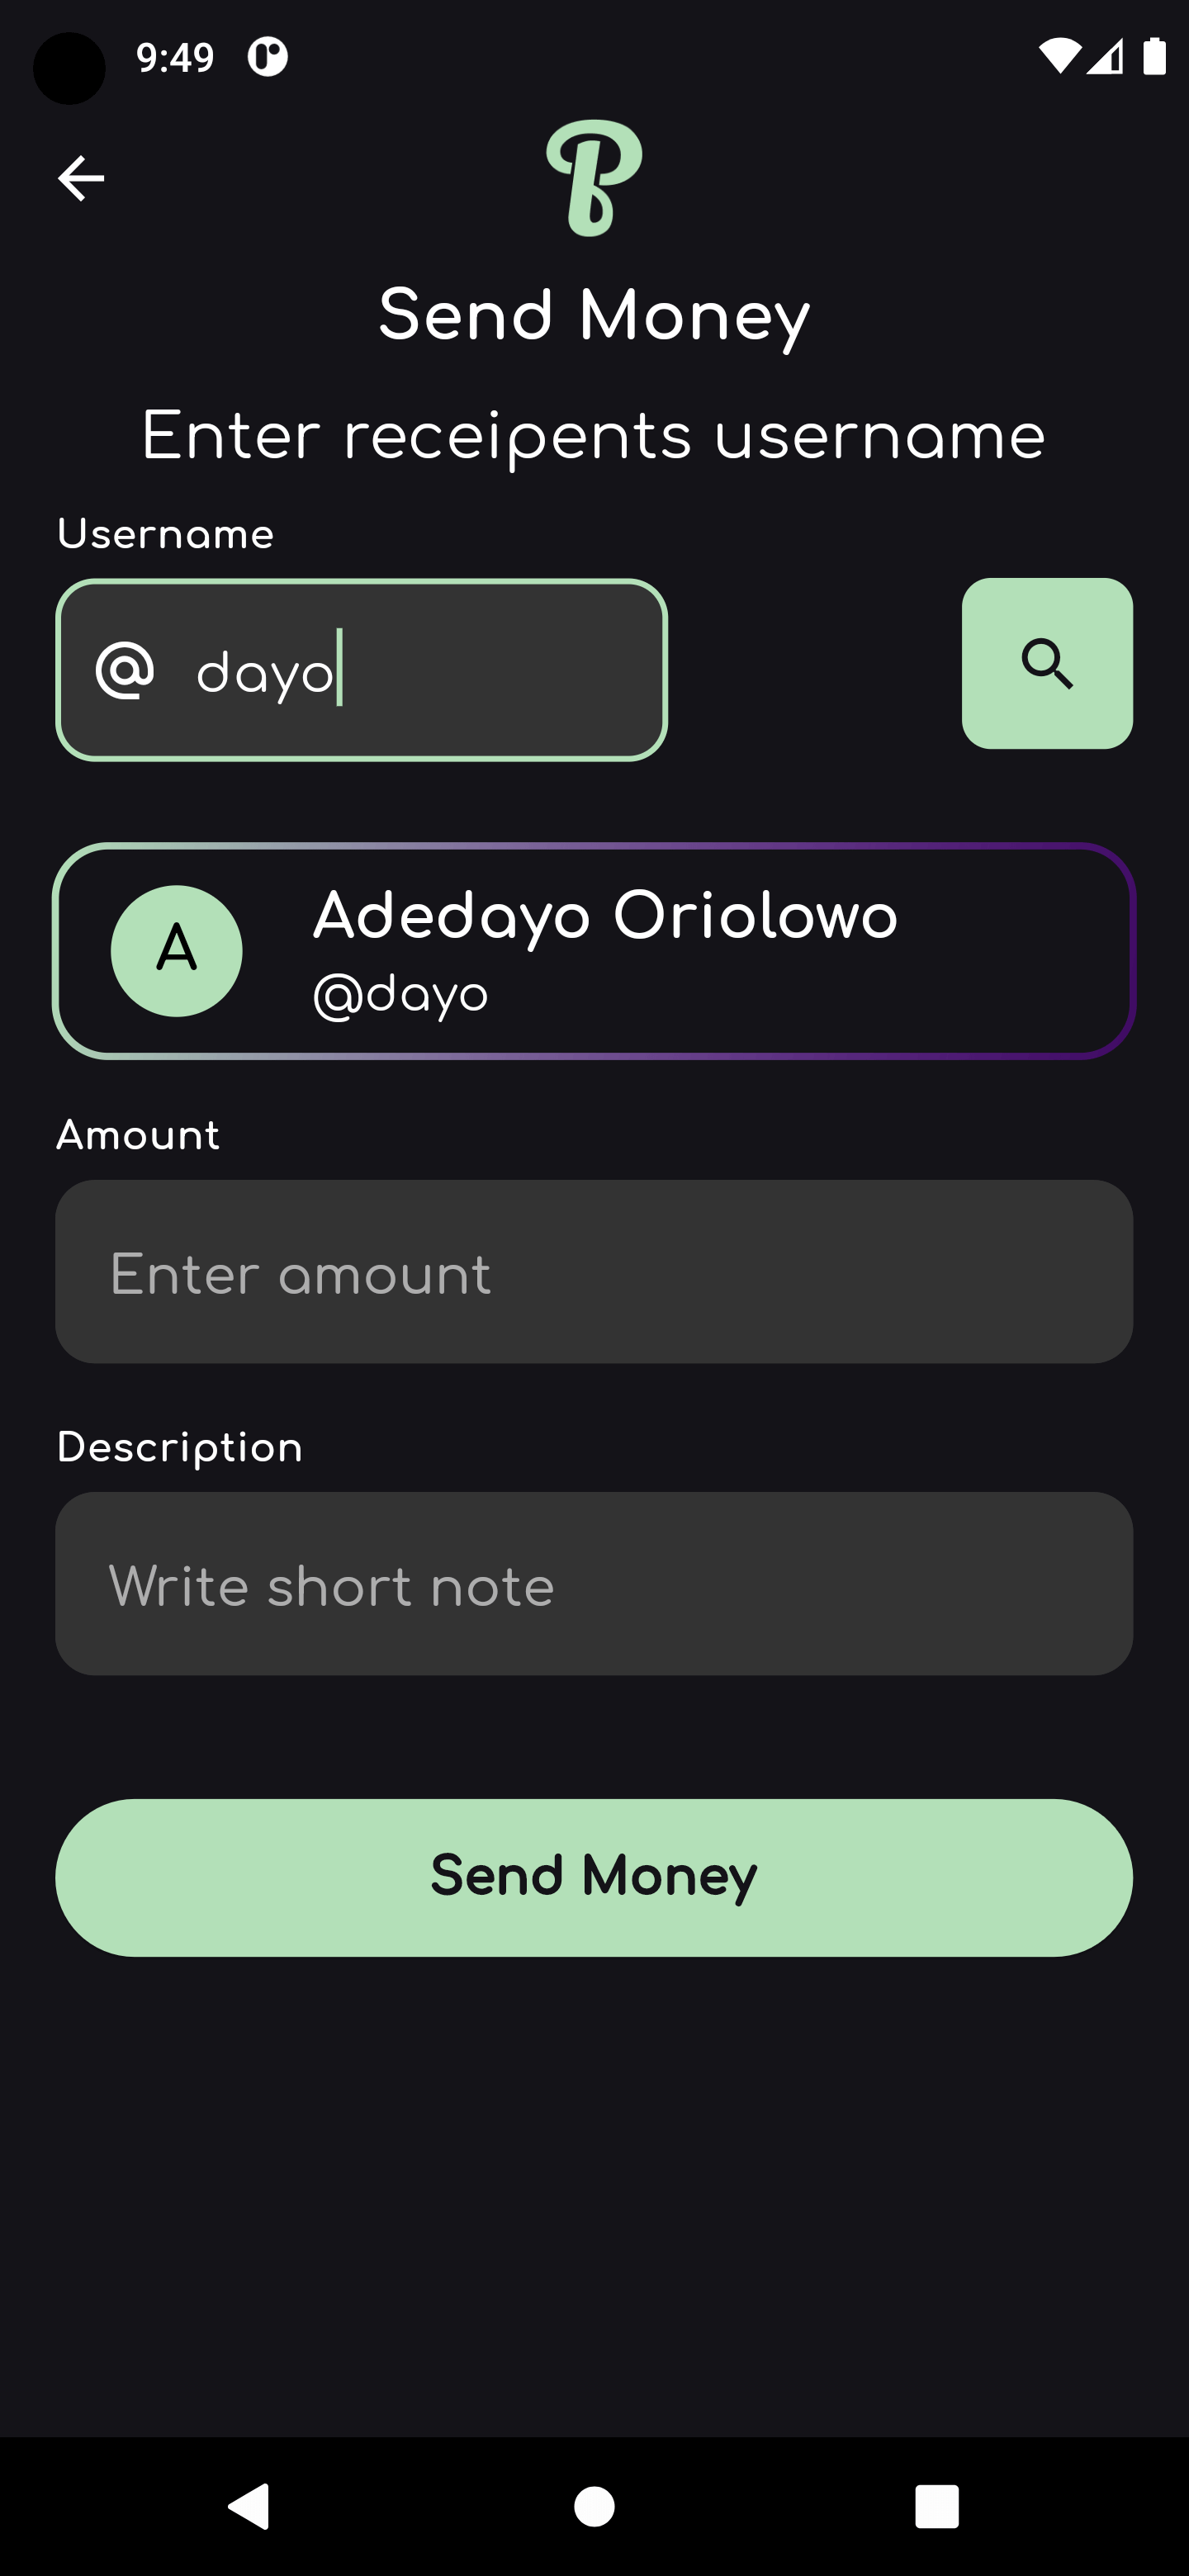 9:49
Send Money
Enter receipents username
Username
@ dayo
A
Adedayo Oriolowo
@dayo
Amount
Enter amount
Description
Write short note
Send Money